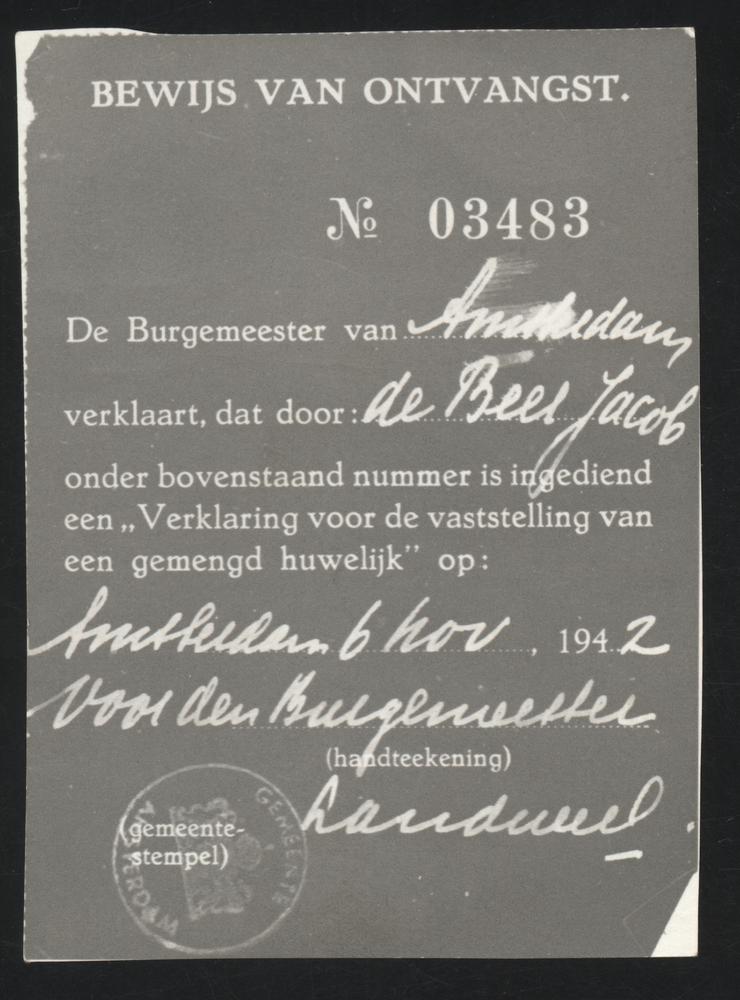 BEWIJS VAN ONTVANGST.
№ 03483
De Burgemeester van Amsterdam
verklaart, dat door: de Beer Jacob
onder bovenstaand nummer is ingediend
een „Verklaring voor de vaststelling van
een gemengd huwelijk” op:
Amsterdam 6 Nov , 1942
Voor den Burgemeester
(handteekening)
(gemeente-
stempel)
GEMEENTE
AMSTERDAM